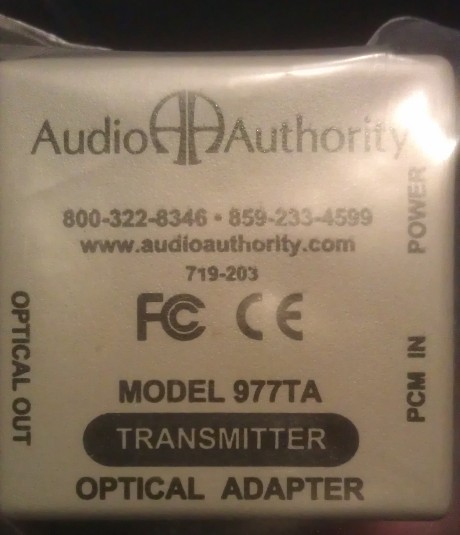 Audio AA Authority
800-322-8346 • 859-233-4599
www.audioauthority.com
719-203
FC CE
MODEL 977TA
TRANSMITTER
OPTICAL ADAPTER
OPTICAL OUT
POWER
PCM IN